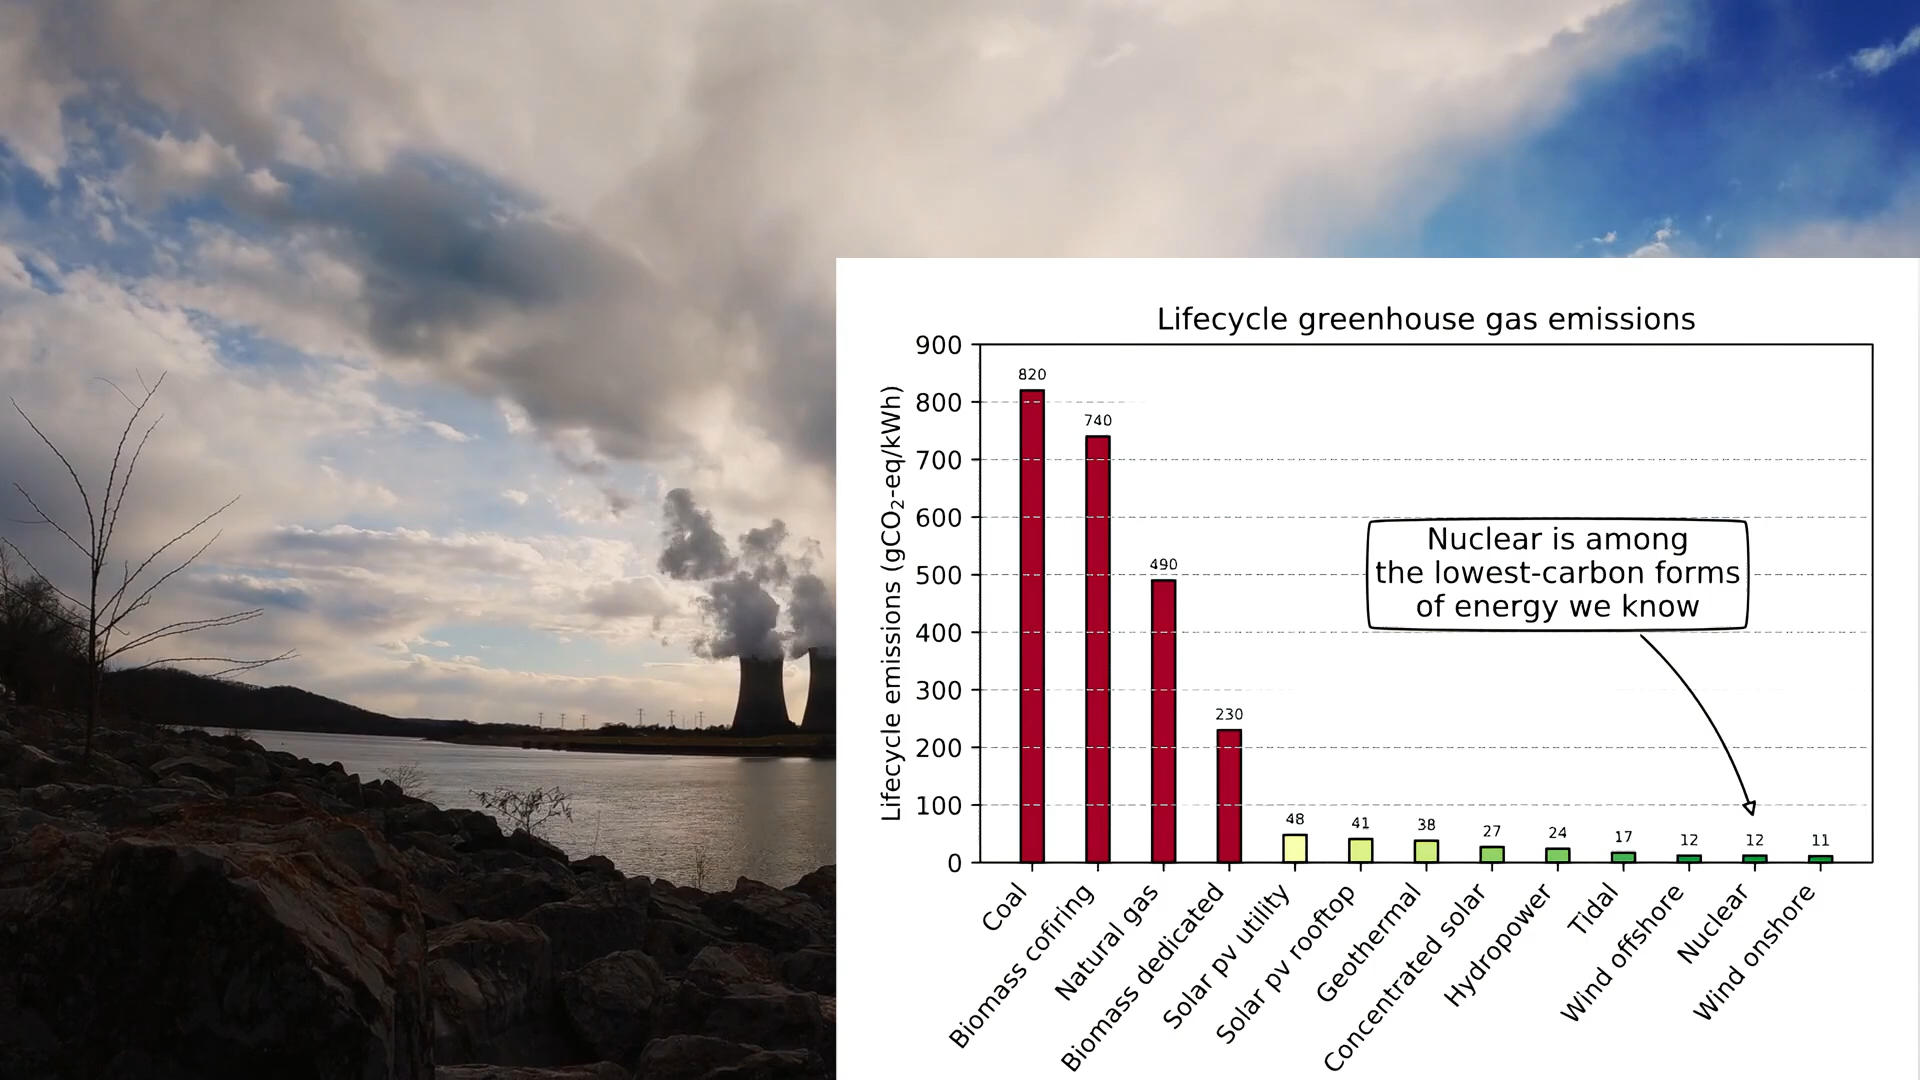 Lifecycle greenhouse gas emissions
Lifecycle emissions (gCO₂-eq/kWh)
900
800
700
600
500
400
300
200
100
0
820
740
490
230
48
41
38
27
24
17
12
12
11
Nuclear is among
the lowest-carbon forms
of energy we know
Coal
Biomass cofiring
Natural gas
Biomass dedicated
Solar pv utility
Solar pv rooftop
Geothermal
Concentrated solar
Hydropower
Tidal
Wind offshore
Nuclear
Wind onshore